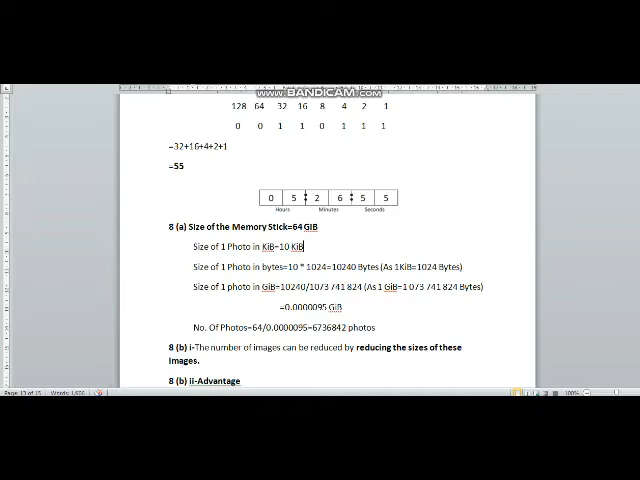 WWW.BANDICAM.COM
128 64 32 16 8 4 2 1
0 0 1 1 0 1 1 1
=32+16+4+2+1
=55
0 5 2 6 5 5
Hours Minutes Seconds
8 (a) Size of the Memory Stick=64 GiB
Size of 1 Photo in KiB=10 KiB
Size of 1 Photo in bytes=10 * 1024=10240 Bytes (As 1KiB=1024 Bytes)
Size of 1 photo in GiB=10240/1073 741 824 (As 1 GiB=1 073 741 824 Bytes)
=0.0000095 GiB
No. Of Photos=64/0.0000095=6736842 photos
8 (b) i-The number of images can be reduced by reducing the sizes of these
images.
8 (b) ii-Advantage
Page: 13 of 15 Words: 1,606 100%